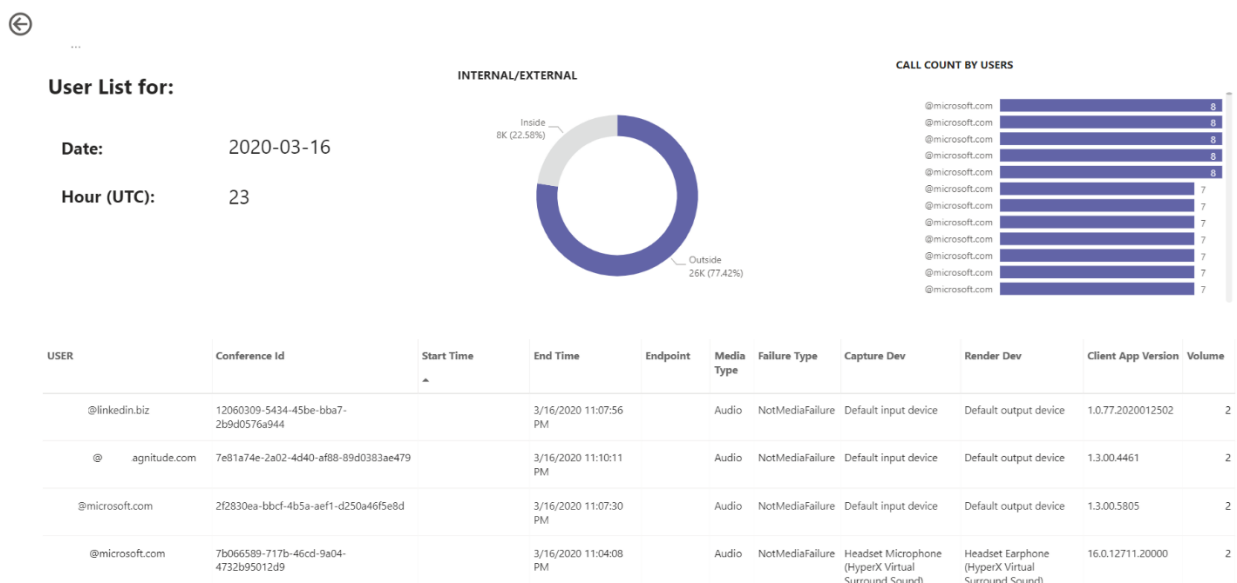 ...
User List for:
Date:
2020-03-16
Hour (UTC):
23
INTERNAL/EXTERNAL
Inside
8K (22.58%)
Outside
26K (77.42%)
CALL COUNT BY USERS
@microsoft.com 8
@microsoft.com 8
@microsoft.com 8
@microsoft.com 8
@microsoft.com 8
@microsoft.com 7
@microsoft.com 7
@microsoft.com 7
@microsoft.com 7
@microsoft.com 7
@microsoft.com 7
@microsoft.com 7
USER Conference Id Start Time End Time Endpoint Media Failure Type Capture Dev Render Dev Client App Version Volume
Type
@linkedin.biz 12060309-5434-45be-bba7- 3/16/2020 11:07:56 Audio NotMediaFailure Default input device Default output device 1.0.77.2020012502 2
2b9d0576a944 PM
@ agnitude.com 7e81a74e-2a02-4d40-af88-89d0383ae479 3/16/2020 11:10:11 Audio NotMediaFailure Default input device Default output device 1.3.00.4461 2
PM
@microsoft.com 2f2830ea-bbcf-4b5a-aef1-d250a46f5e8d 3/16/2020 11:07:30 Audio NotMediaFailure Default input device Default output device 1.3.00.5805 2
PM
@microsoft.com 7b066589-717b-46cd-9a04- 3/16/2020 11:04:08 Audio NotMediaFailure Headset Microphone Headset Earphone 16.0.12711.20000 2
4732b95012d9 PM (HyperX Virtual (HyperX Virtual
Surround Sound) Surround Sound)